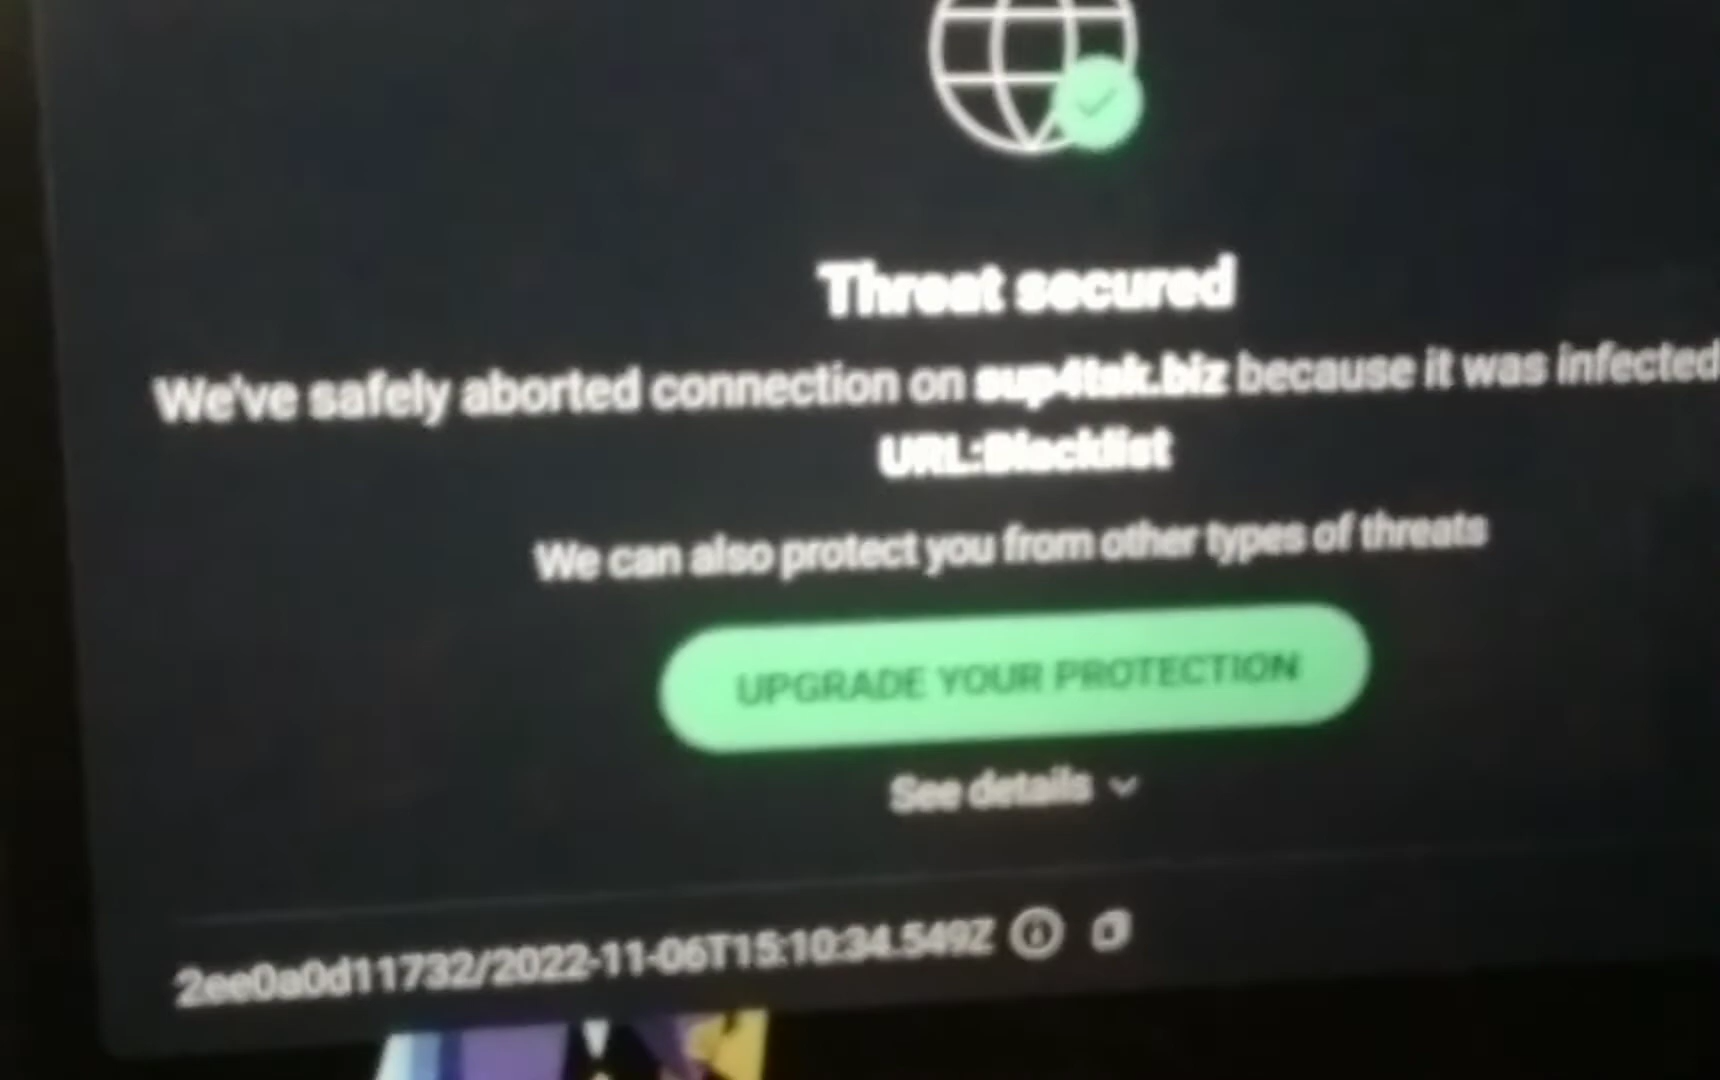 Threat secured
We've safely aborted connection on sup4tsk.biz because it was infected
URL:Blacklist
We can also protect you from other types of threats
UPGRADE YOUR PROTECTION
See details
2ee0a0d11732/2022-11-06T15:10:34.549Z